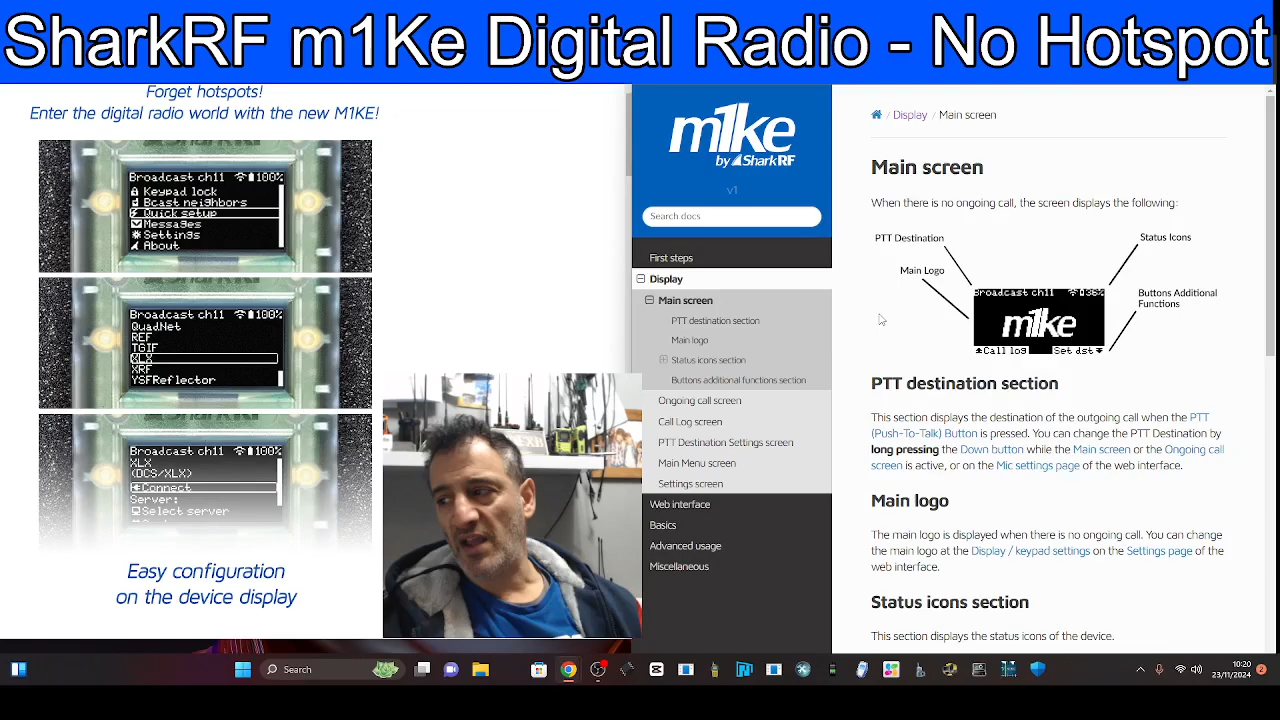 SharkRF m1Ke Digital Radio - No Hotspot
Forget hotspots!
Enter the digital radio world with the new M1KE!
Broadcast ch11 100%
Keypad lock
Bcast neighbors
Quick setup
Messages
Settings
About
Broadcast ch11 100%
QuadNet
REF
TGIF
XLX
XRF
YSFReflector
Broadcast ch11 100%
XLX
(DCS/XLX)
Connect
Server:
Select server
Easy configuration
on the device display
m1ke
by SharkRF
v1
Search docs
First steps
Display
Main screen
PTT destination section
Main logo
Status icons section
Buttons additional functions section
Ongoing call screen
Call Log screen
PTT Destination Settings screen
Main Menu screen
Settings screen
Web interface
Basics
Advanced usage
Miscellaneous
/ Display / Main screen
Main screen
When there is no ongoing call, the screen displays the following:
PTT Destination
Status Icons
Main Logo
Buttons Additional
Functions
Broadcast ch11 36%
m1ke
Call log Set dst
PTT destination section
This section displays the destination of the outgoing call when the PTT
(Push-To-Talk) Button is pressed. You can change the PTT Destination by
long pressing the Down button while the Main screen or the Ongoing call
screen is active, or on the Mic settings page of the web interface.
Main logo
The main logo is displayed when there is no ongoing call. You can change
the main logo at the Display / keypad settings on the Settings page of the
web interface.
Status icons section
This section displays the status icons of the device.
Search
10:20
23/11/2024
2